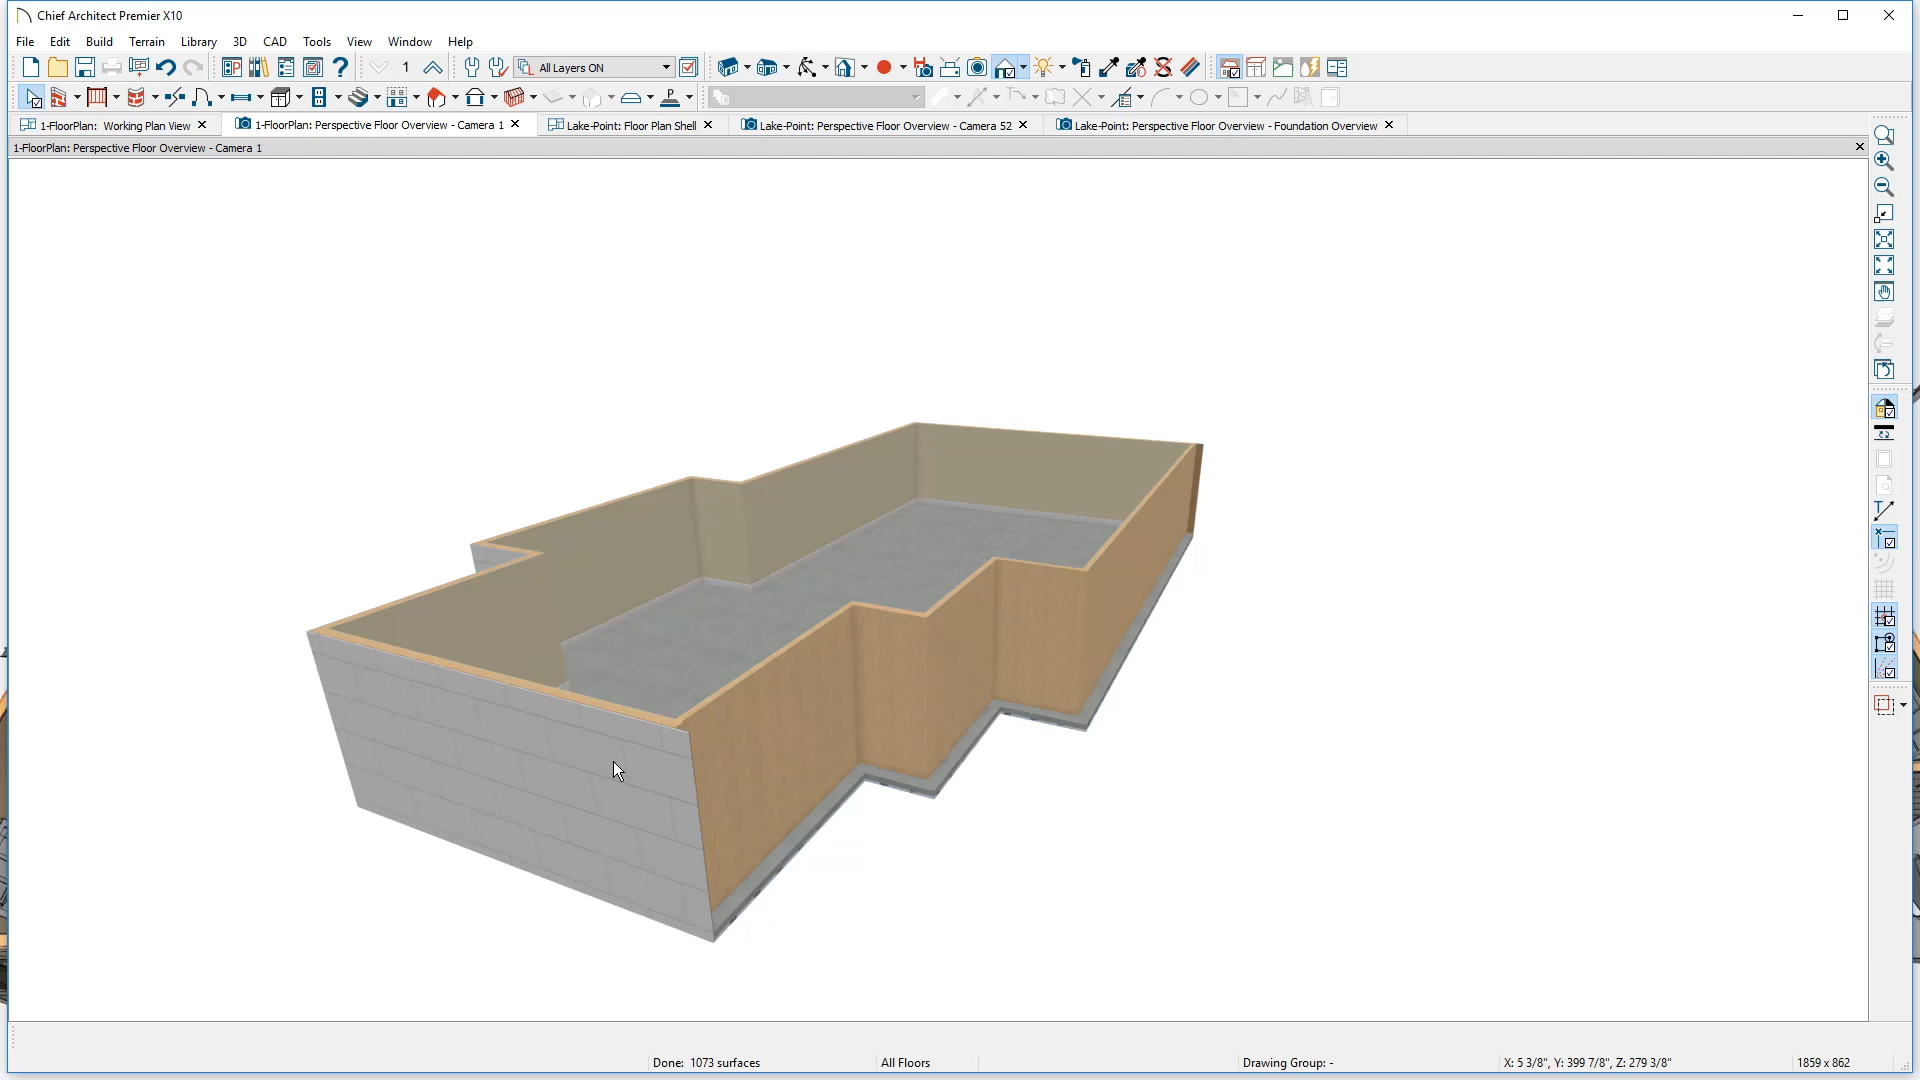 Chief Architect Premier X10
File Edit Build Terrain Library 3D CAD Tools View Window Help
1 All Layers ON
P
1-FloorPlan: Working Plan View 1-FloorPlan: Perspective Floor Overview - Camera 1 Lake-Point: Floor Plan Shell Lake-Point: Perspective Floor Overview - Camera 52 Lake-Point: Perspective Floor Overview - Foundation Overview
1-FloorPlan: Perspective Floor Overview - Camera 1
Done: 1073 surfaces All Floors Drawing Group: - X: 5 3/8", Y: 399 7/8", Z: 279 3/8" 1859 x 862